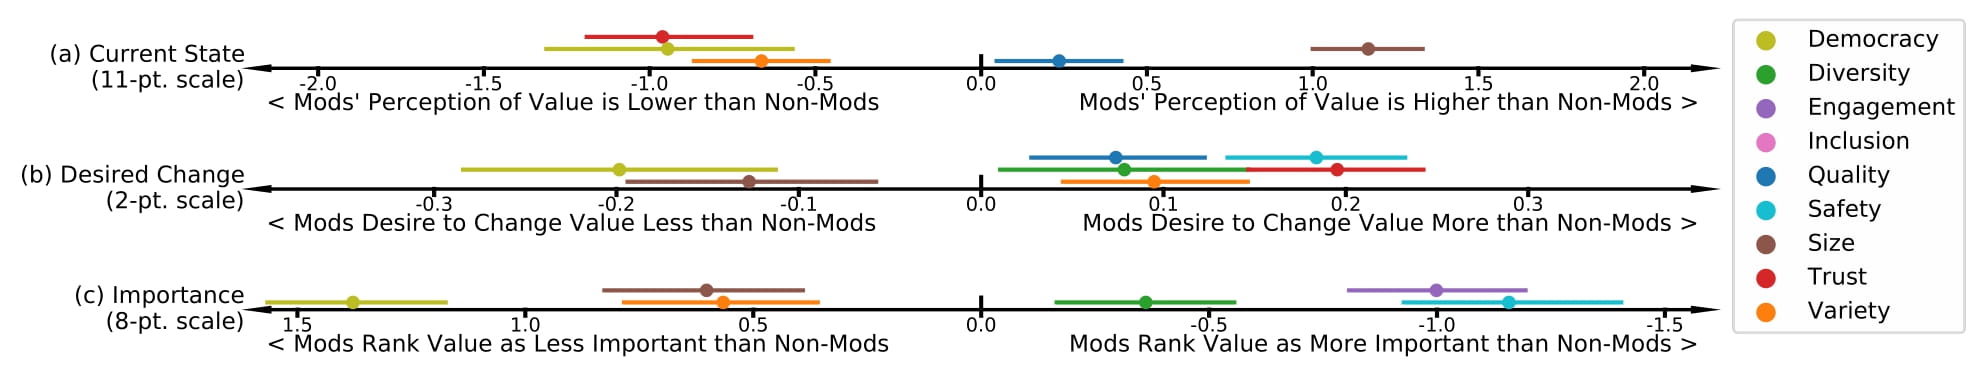 (a) Current State
(11-pt. scale)
-2.0 -1.5 -1.0 -0.5 0.0 0.5 1.0 1.5 2.0
< Mods' Perception of Value is Lower than Non-Mods
Mods' Perception of Value is Higher than Non-Mods >
(b) Desired Change
(2-pt. scale)
-0.3 -0.2 -0.1 0.0 0.1 0.2 0.3
< Mods Desire to Change Value Less than Non-Mods
Mods Desire to Change Value More than Non-Mods >
(c) Importance
(8-pt. scale)
1.5 1.0 0.5 0.0 -0.5 -1.0 -1.5
< Mods Rank Value as Less Important than Non-Mods
Mods Rank Value as More Important than Non-Mods >
Democracy
Diversity
Engagement
Inclusion
Quality
Safety
Size
Trust
Variety